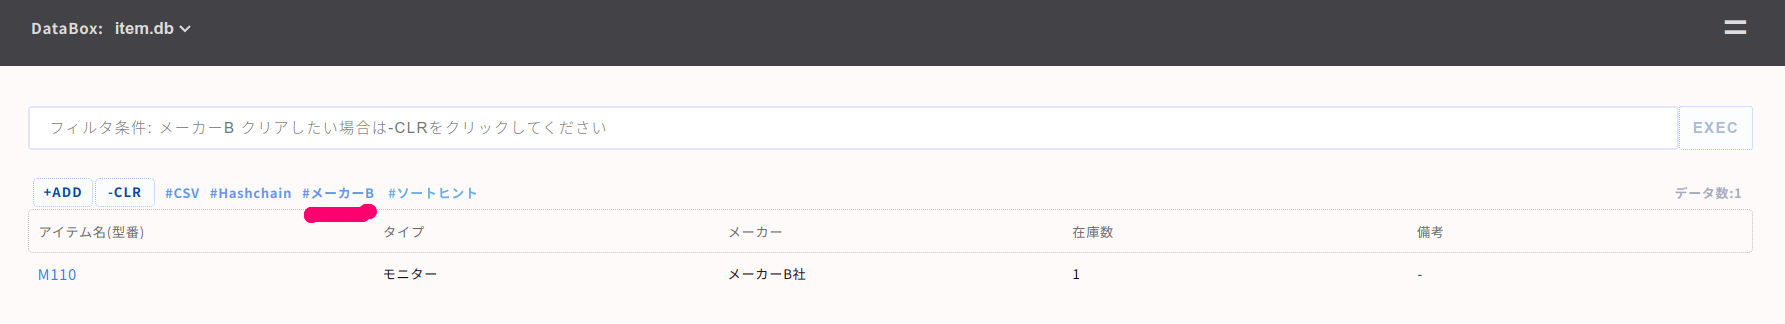 DataBox: item.db
フィルタ条件: メーカーB クリアしたい場合は-CLRをクリックしてください EXEC
+ADD -CLR #CSV #Hashchain #メーカーB #ソートヒント データ数:1
アイテム名(型番) タイプ メーカー 在庫数 備考
M110 モニター メーカーB社 1 -